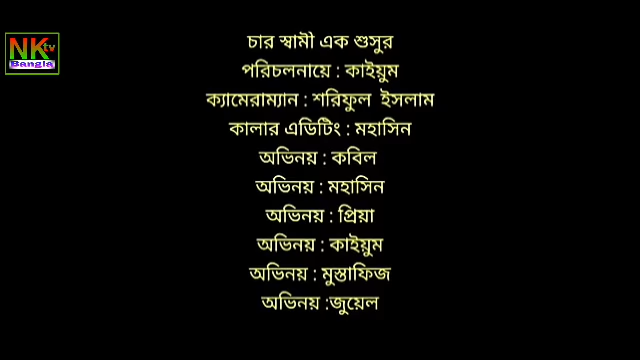 NK tv
Bangla
চার স্বামী এক শুসুর
পরিচলনায়ে : কাইয়ুম
ক্যামেরাম্যান : শরিফুল ইসলাম
কালার এডিটিং : মহাসিন
অভিনয় : কবিল
অভিনয় : মহাসিন
অভিনয় : প্রিয়া
অভিনয় : কাইয়ুম
অভিনয় : মুস্তাফিজ
অভিনয় :জুয়েল